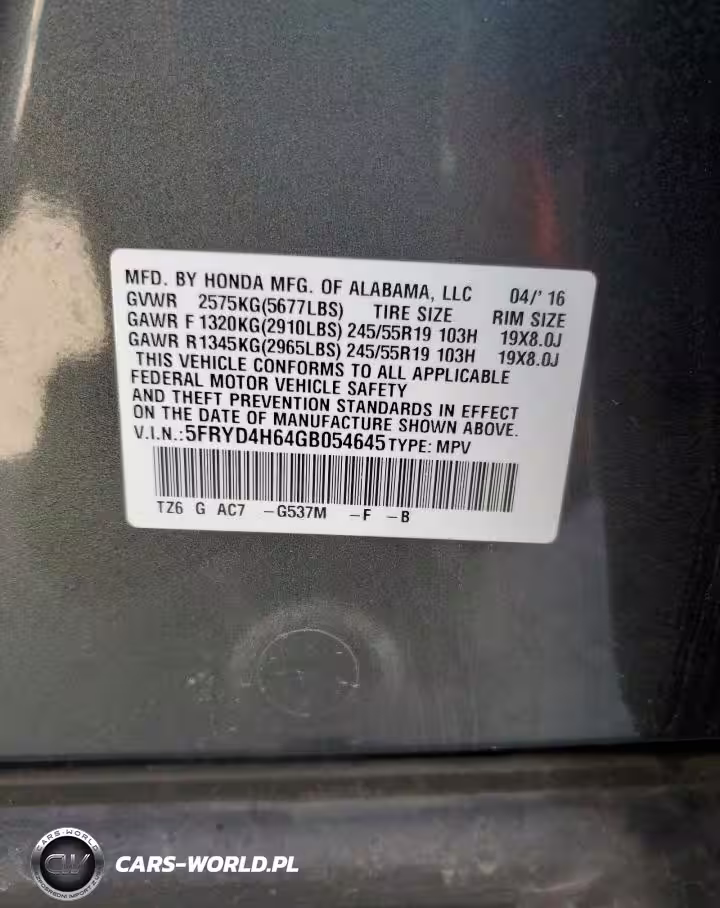 MFD. BY HONDA MFG. OF ALABAMA, LLC 04/' 16
GVWR 2575KG(5677LBS) TIRE SIZE RIM SIZE
GAWR F 1320KG(2910LBS) 245/55R19 103H 19X8.0J
GAWR R1345KG(2965LBS) 245/55R19 103H 19X8.0J
THIS VEHICLE CONFORMS TO ALL APPLICABLE
FEDERAL MOTOR VEHICLE SAFETY
AND THEFT PREVENTION STANDARDS IN EFFECT
ON THE DATE OF MANUFACTURE SHOWN ABOVE.
V.I.N.:5FRYD4H64GB054645 TYPE: MPV
TZ6 G AC7 -G537M -F -B
CARS-WORLD
CW
CARS-WORLD.PL